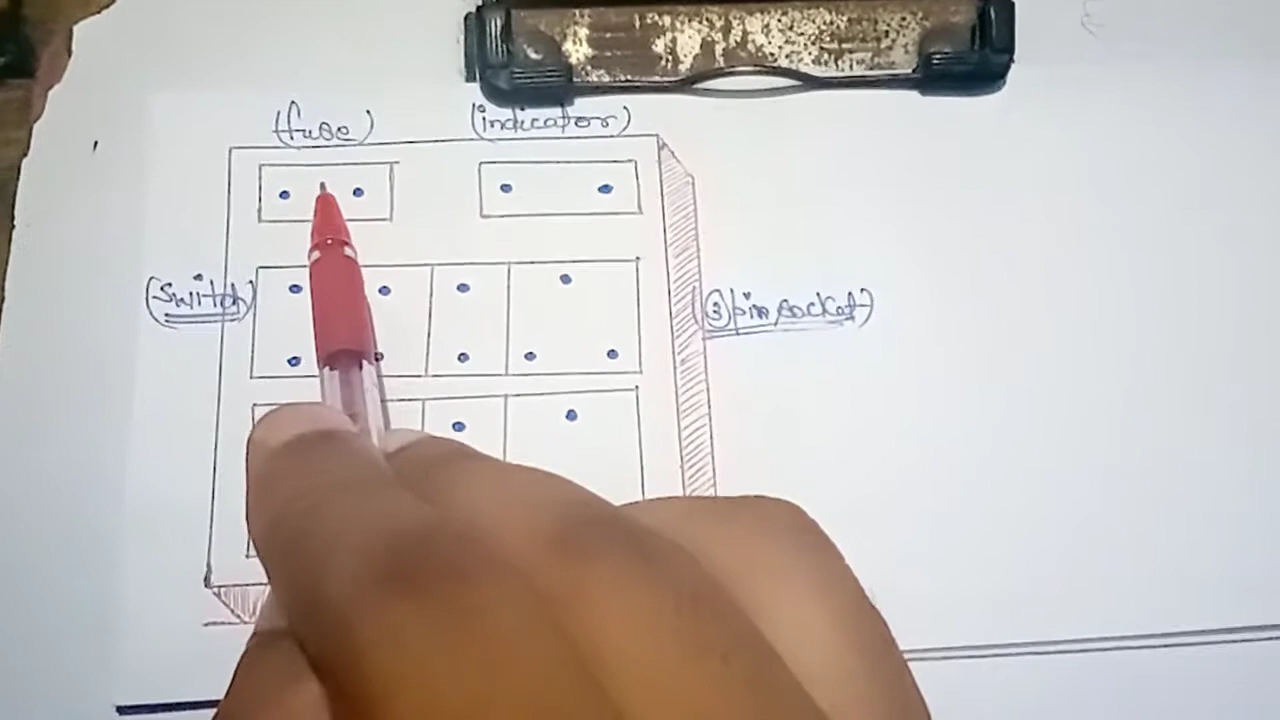 (fuse)
(indicator)
(switch)
(3) pin socket)